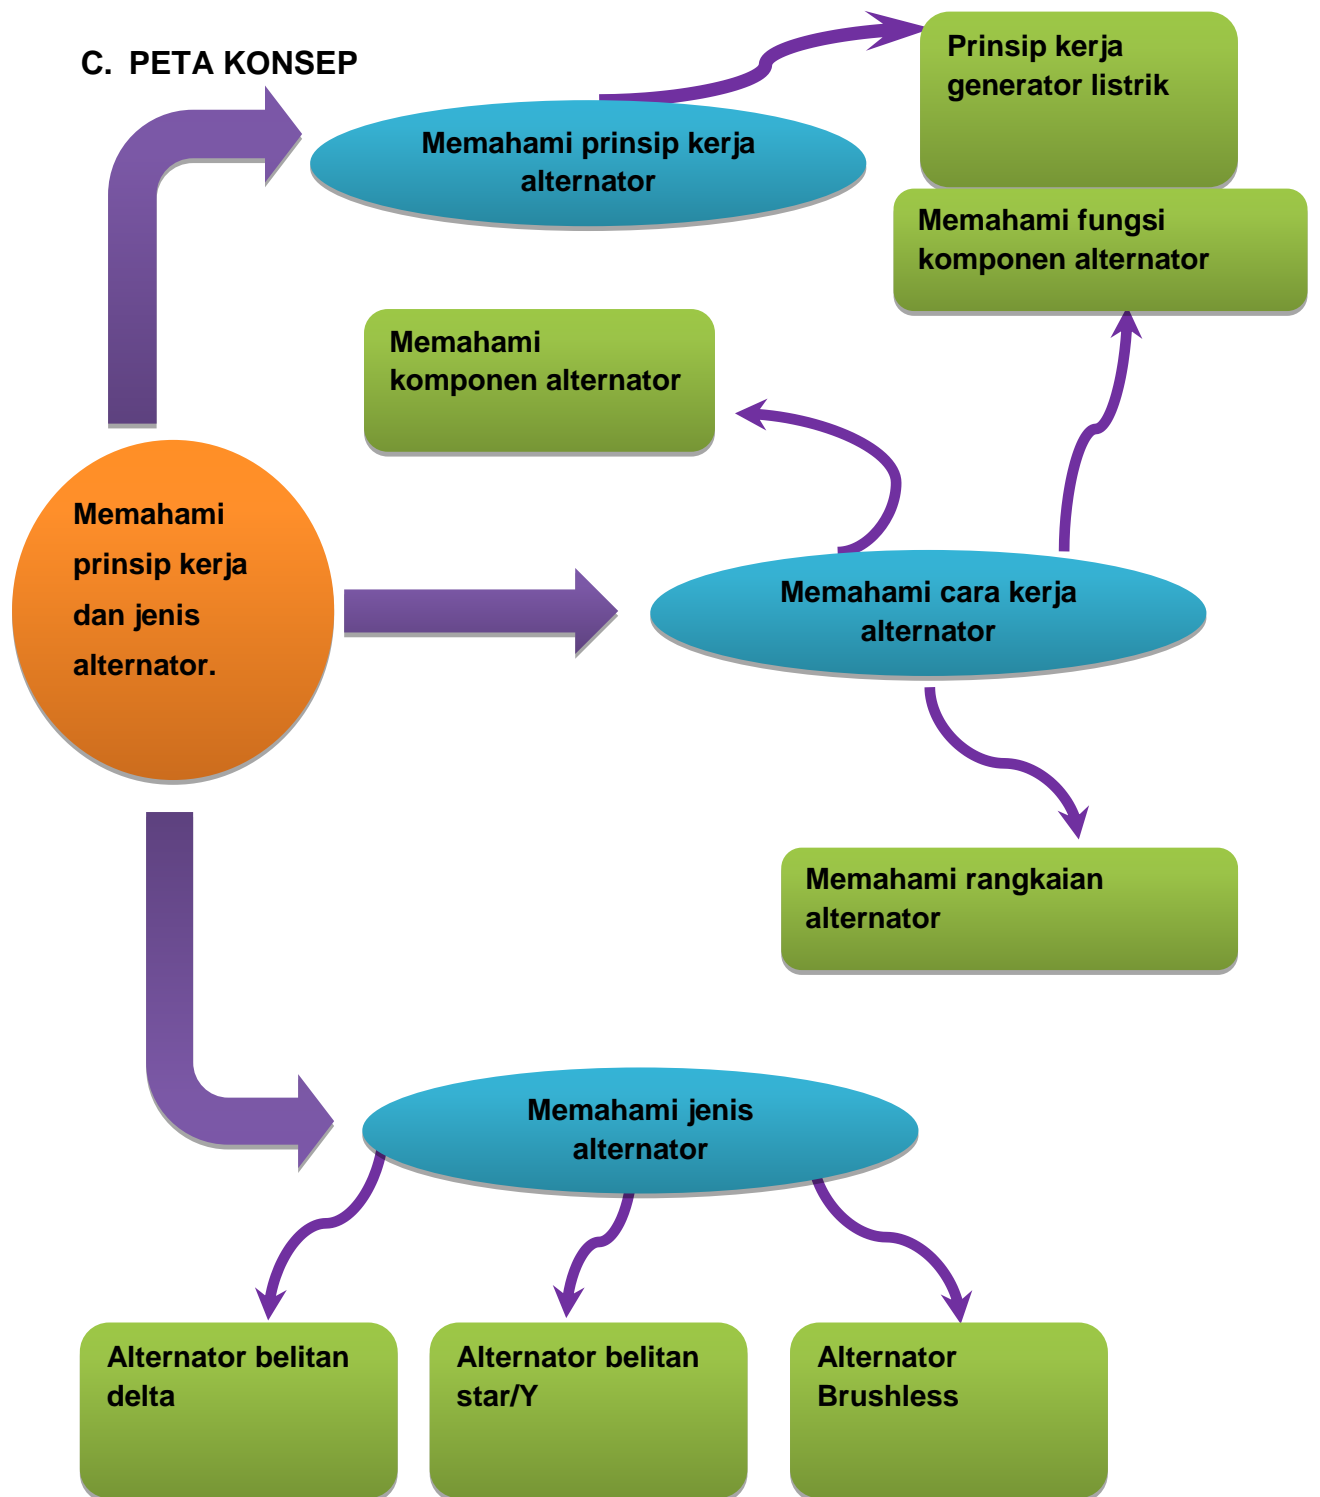 C. PETA KONSEP
Prinsip kerja
generator listrik
Memahami prinsip kerja
alternator
Memahami fungsi
komponen alternator
Memahami
komponen alternator
Memahami
prinsip kerja
dan jenis
alternator.
Memahami cara kerja
alternator
Memahami rangkaian
alternator
Memahami jenis
alternator
Alternator belitan
delta
Alternator belitan
star/Y
Alternator
Brushless